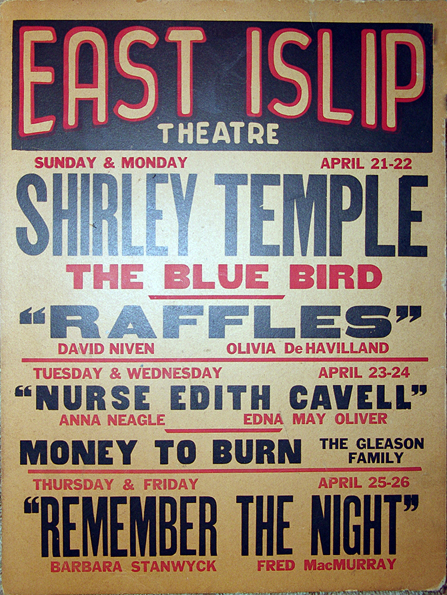 EAST ISLIP
THEATRE
SUNDAY & MONDAY APRIL 21-22
SHIRLEY TEMPLE
THE BLUE BIRD
"RAFFLES"
DAVID NIVEN OLIVIA DeHAVILLAND
TUESDAY & WEDNESDAY APRIL 23-24
"NURSE EDITH CAVELL"
ANNA NEAGLE EDNA MAY OLIVER
MONEY TO BURN THE GLEASON FAMILY
THURSDAY & FRIDAY APRIL 25-26
"REMEMBER THE NIGHT"
BARBARA STANWYCK FRED MacMURRAY